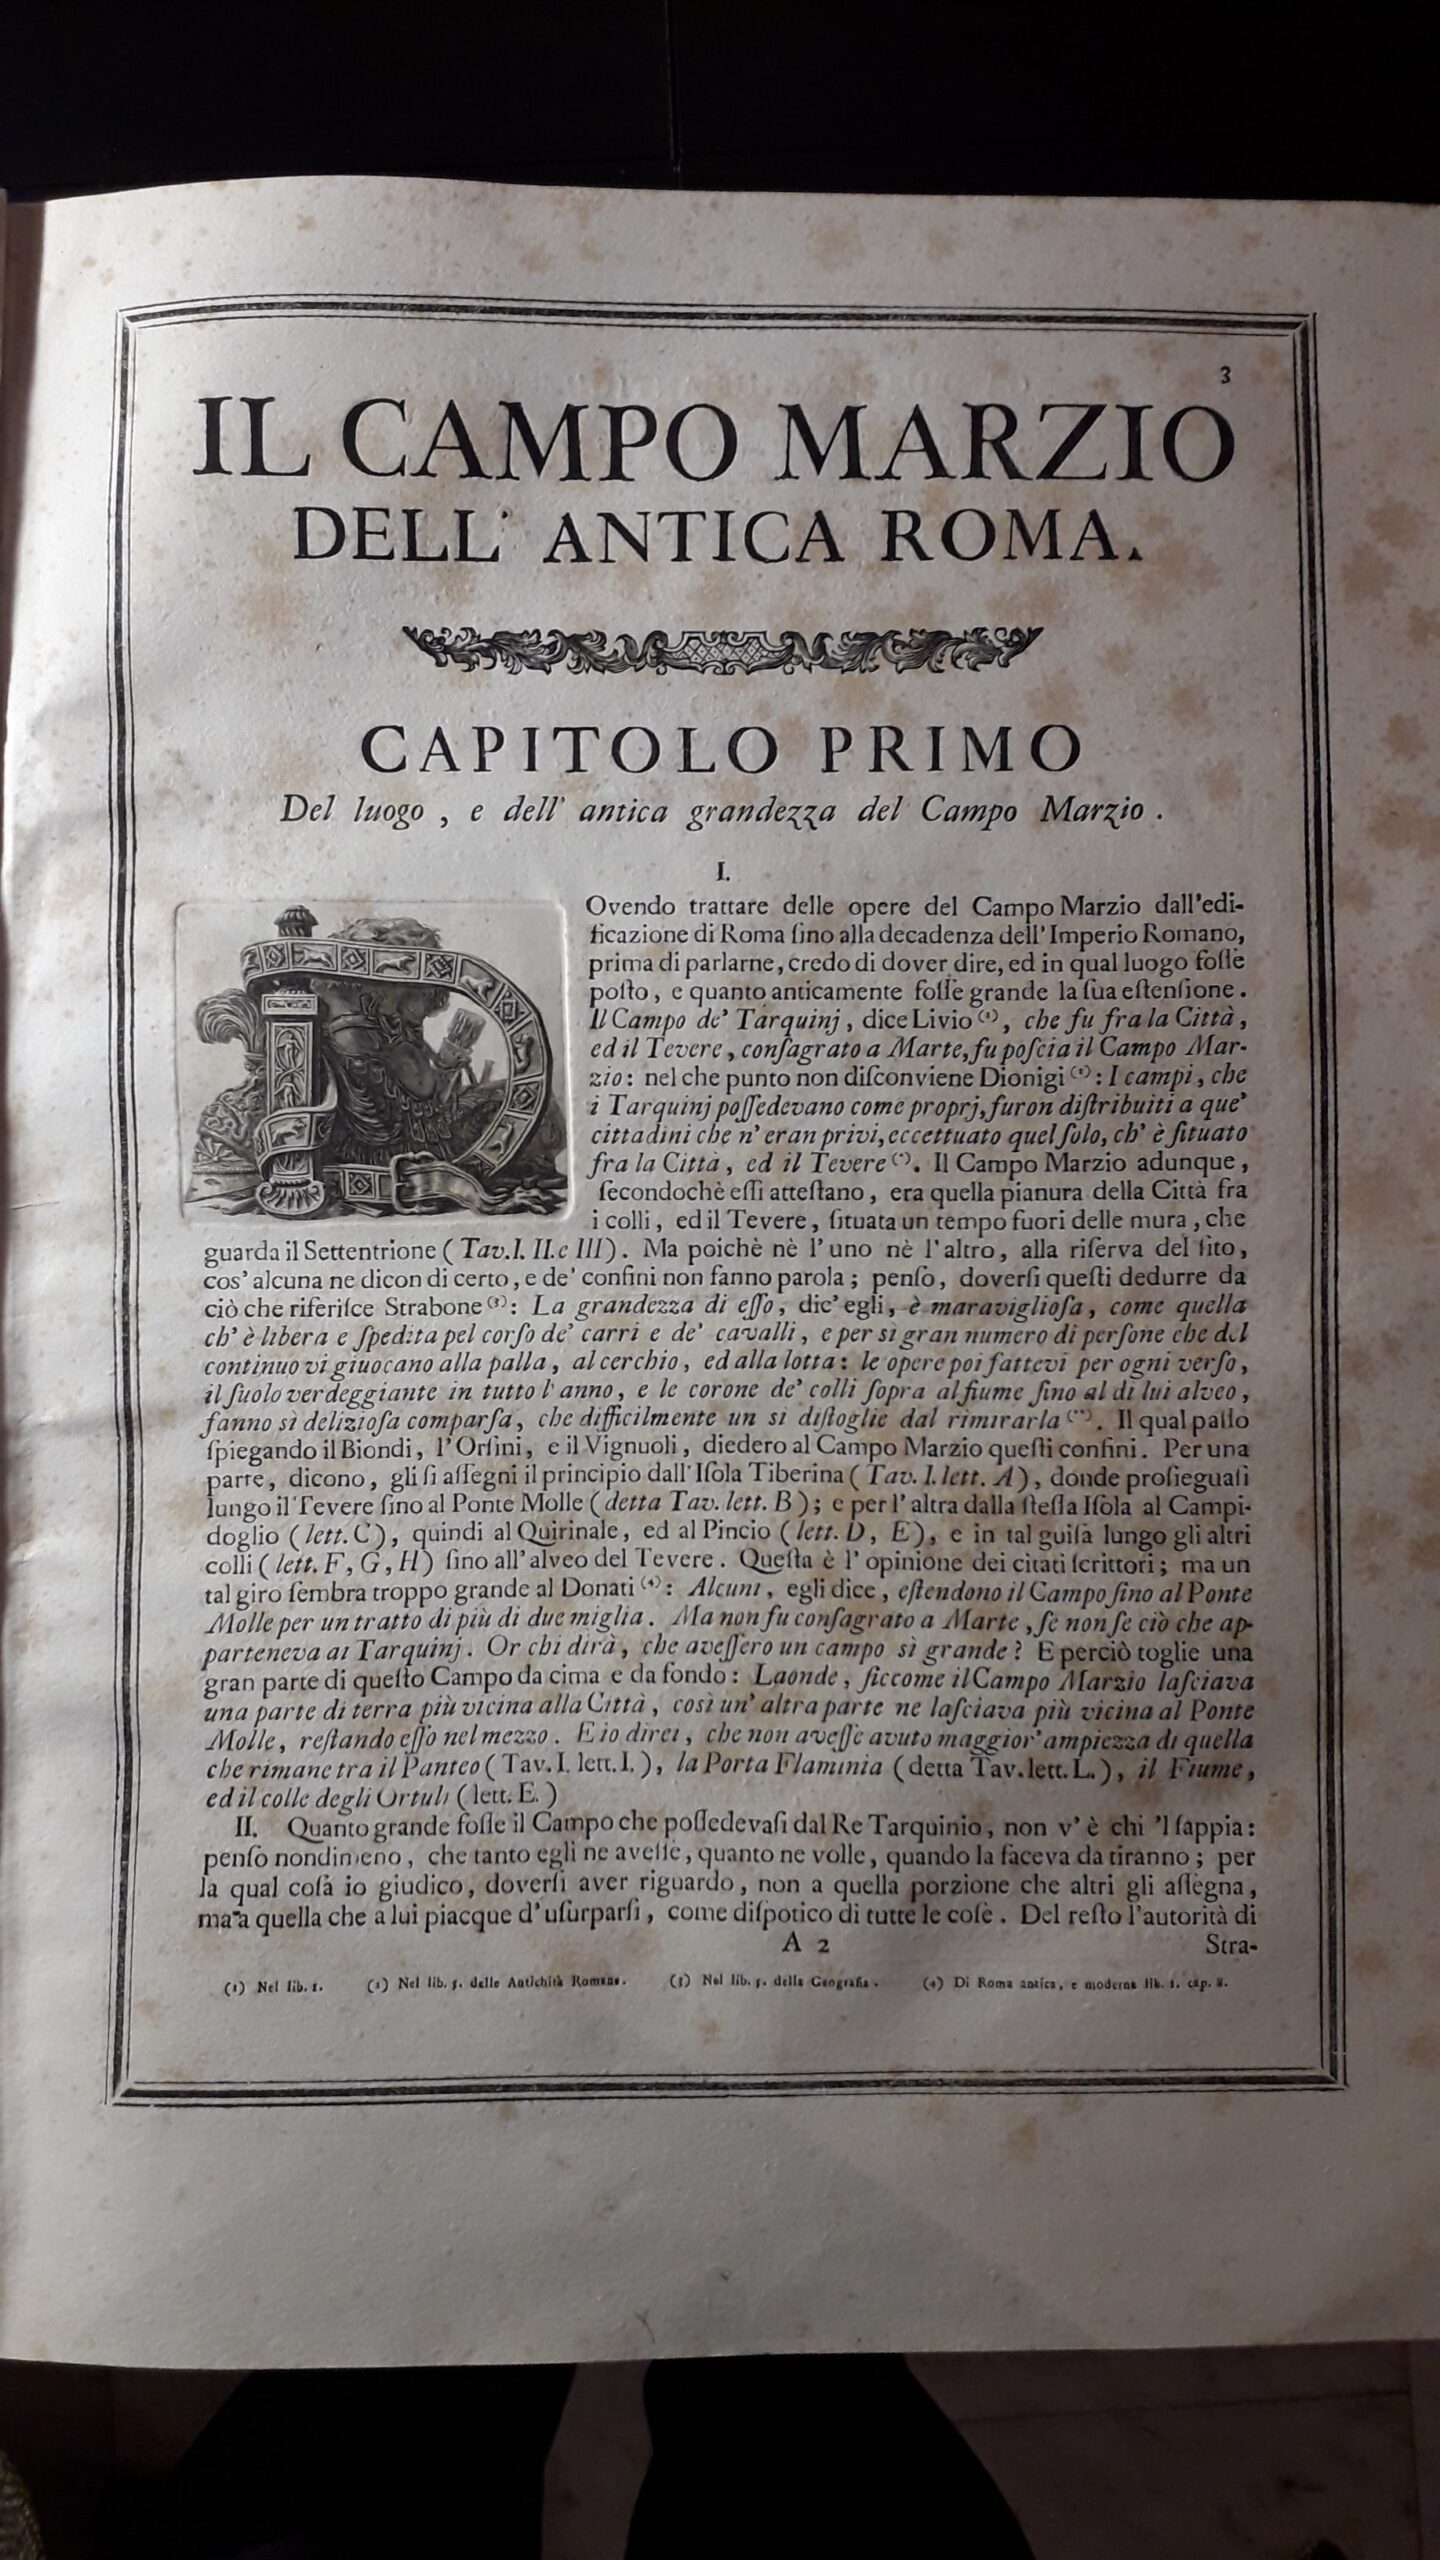 3
IL CAMPO MARZIO
DELL' ANTICA ROMA.
CAPITOLO PRIMO
Del luogo , e dell' antica grandezza del Campo Marzio .
I.
D
Ovendo trattare delle opere del Campo Marzio dall'edi-
ficazione di Roma ſino alla decadenza dell'Imperio Romano,
prima di parlarne, credo di dover dire, ed in qual luogo foſſe
poſto, e quanto anticamente foſſe grande la ſua eſtenſione.
Il Campo de' Tarquinj, dice Livio (1), che fu fra la Città,
ed il Tevere, conſagrato a Marte, fu poſcia il Campo Mar-
zio: nel che punto non diſconviene Dionigi (2): I campi, che
i Tarquinj poſſedevano come proprj, furon diſtribuiti a que'
cittadini che n' eran privi, eccettuato quel ſolo, ch' è ſituato
fra la Città, ed il Tevere (*). Il Campo Marzio adunque,
ſecondochè eſſi atteſtano, era quella pianura della Città fra
i colli, ed il Tevere, ſituata un tempo fuori delle mura, che
guarda il Settentrione (Tav. I. II. e III). Ma poichè nè l' uno nè l' altro, alla riſerva del ſito,
cos' alcuna ne dicon di certo, e de' confini non fanno parola; penſo, doverſi queſti dedurre da
ciò che riferiſce Strabone (3): La grandezza di eſſo, dic' egli, è maraviglioſa, come quella
ch' è libera e ſpedita pel corſo de' carri e de' cavalli, e per sì gran numero di perſone che del
continuo vi giuocano alla palla, al cerchio, ed alla lotta: le opere poi fattevi per ogni verſo,
il ſuolo verdeggiante in tutto l' anno, e le corone de' colli ſopra al fiume ſino al di lui alveo,
fanno sì delizioſa comparſa, che difficilmente un si diſtoglie dal rimirarla (**). Il qual paſſo
ſpiegando il Biondi, l' Orſini, e il Vignuoli, diedero al Campo Marzio queſti confini. Per una
parte, dicono, gli ſi aſſegni il principio dall' Iſola Tiberina (Tav. I. lett. A), donde proſieguaſi
lungo il Tevere ſino al Ponte Molle (detta Tav. lett. B); e per l' altra dalla ſteſſa Iſola al Campi-
doglio (lett. C), quindi al Quirinale, ed al Pincio (lett. D, E), e in tal guiſa lungo gli altri
colli (lett. F, G, H) ſino all' alveo del Tevere. Queſta è l' opinione dei citati ſcrittori; ma un
tal giro ſembra troppo grande al Donati (4): Alcuni, egli dice, eſtendono il Campo ſino al Ponte
Molle per un tratto di più di due miglia. Ma non fu conſagrato a Marte, ſe non ſe ciò che ap-
parteneva ai Tarquinj. Or chi dirà, che aveſſero un campo sì grande? E perciò toglie una
gran parte di queſto Campo da cima e da fondo: Laonde, ſiccome il Campo Marzio laſciava
una parte di terra più vicina alla Città, così un' altra parte ne laſciava più vicina al Ponte
Molle, reſtando eſſo nel mezzo. E io direi, che non aveſſe avuto maggior' ampiezza di quella
che rimane tra il Panteo (Tav. I. lett. I.), la Porta Flaminia (detta Tav. lett. L.), il Fiume,
ed il colle degli Ortuli (lett. E.)
II. Quanto grande foſſe il Campo che poſſedevaſi dal Re Tarquinio, non v' è chi 'l ſappia:
penſo nondimeno, che tanto egli ne aveſſe, quanto ne volle, quando la faceva da tiranno; per
la qual coſa io giudico, doverſi aver riguardo, non a quella porzione che altri gli aſſegna,
ma a quella che a lui piacque d' uſurparſi, come diſpotico di tutte le coſe. Del reſto l'autorità di
A 2
Stra-
(1) Nel lib. 2. (2) Nel lib. 5. delle Antichità Romane. (3) Nel lib. 5. della Geografia. (4) Di Roma antica, e moderna lib. 1. cap. 8.